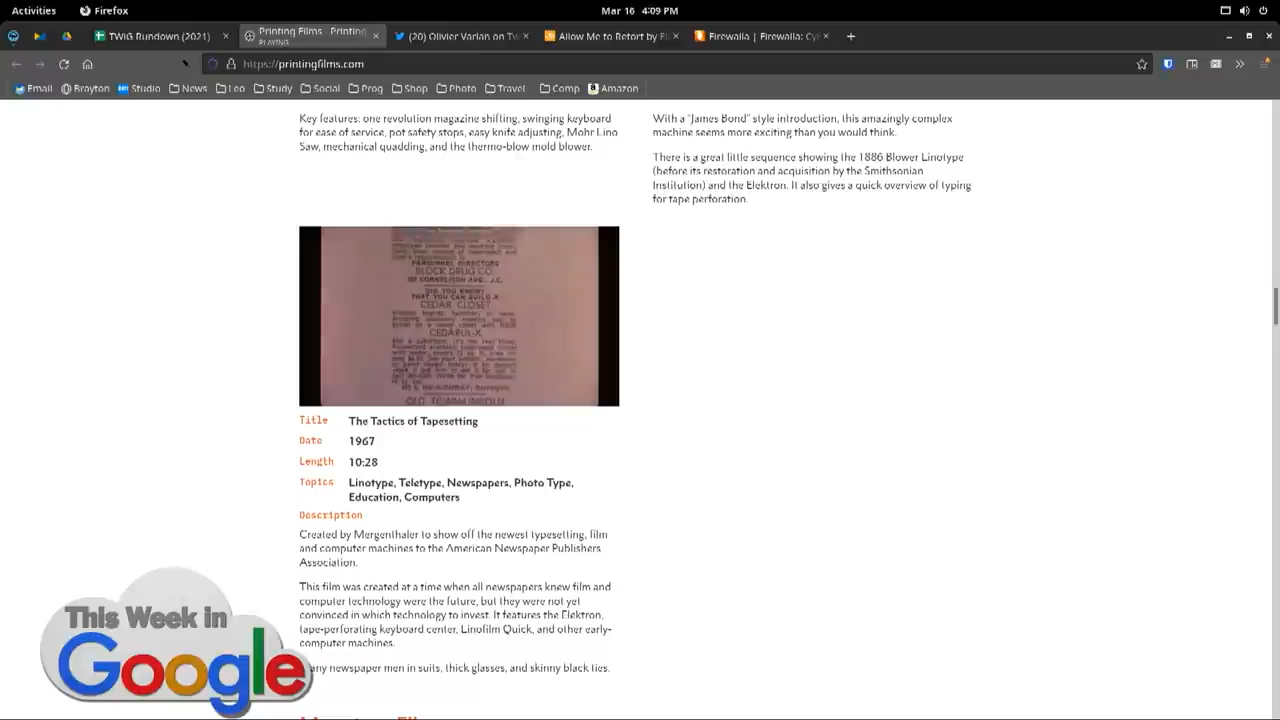 Activities
Firefox
Mar 16 4:09 PM
TWiG Rundown (2021)
Printing Films - Printing
PLAYING
(20) Olivier Varlan on Tw
Allow Me to Retort by
Firewalla | Firewalla: Cy
https://printingfilms.com
Email
Brayton
Studio
News
Leo
Study
Social
Prog
Shop
Photo
Travel
Comp
Amazon
Key features: one revolution magazine shifting, swinging keyboard
for ease of service, pot safety stops, easy knife adjusting, Mohr Lino
Saw, mechanical quadding, and the thermo-blow mold blower.
With a "James Bond" style introduction, this amazingly complex
machine seems more exciting than you would think.
There is a great little sequence showing the 1886 Blower Linotype
(before its restoration and acquisition by the Smithsonian
Institution) and the Elektron. It also gives a quick overview of typing
for tape perforation.
PERSONNEL DIRECTORS
BLOCK DRUG CO
DID YOU KNOW?
THAT YOU CAN BUILD A
CEDAR CLOSET
Title The Tactics of Tapesetting
Date 1967
Length 10:28
Topics Linotype, Teletype, Newspapers, Photo Type,
Education, Computers
Description
Created by Mergenthaler to show off the newest typesetting, film
and computer machines to the American Newspaper Publishers
Association.
This film was created at a time when all newspapers knew film and
computer technology were the future, but they were not yet
convinced in which technology to invest. It features the Elektron,
tape-perforating keyboard center, Linofilm Quick, and other early-
computer machines.
any newspaper men in suits, thick glasses, and skinny black ties.
This Week in
Google